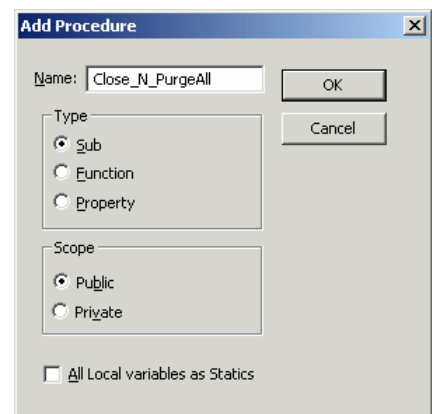 Add Procedure
Name: Close_N_PurgeAll
OK
Cancel
Type
Sub
Function
Property
Scope
Public
Private
All Local variables as Statics